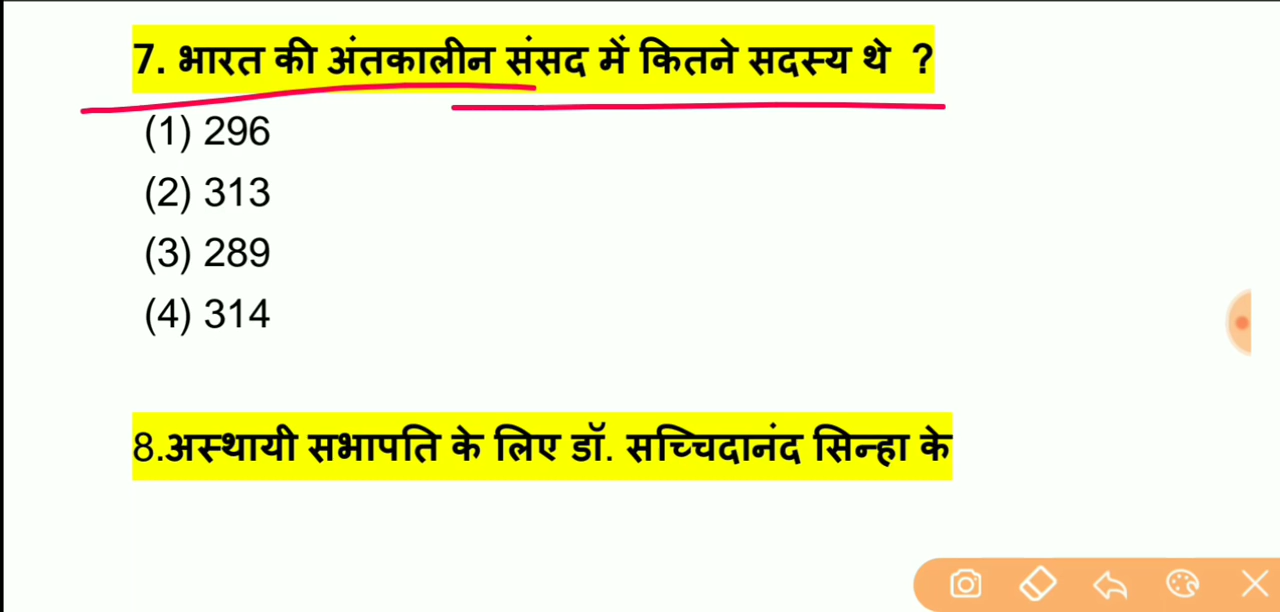 7. भारत की अंतकालीन संसद में कितने सदस्य थे ?
(1) 296
(2) 313
(3) 289
(4) 314
8.अस्थायी सभापति के लिए डॉ. सच्चिदानंद सिन्हा के